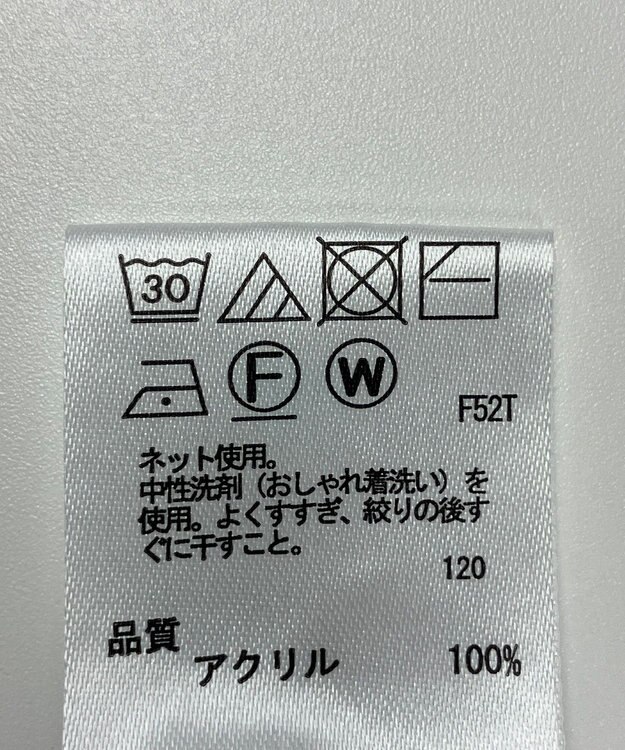 30
F W F52T
ネット使用。
中性洗剤（おしゃれ着洗い）を
使用。よくすすぎ、絞りの後す
ぐに干すこと。
120
品質
アクリル 100%